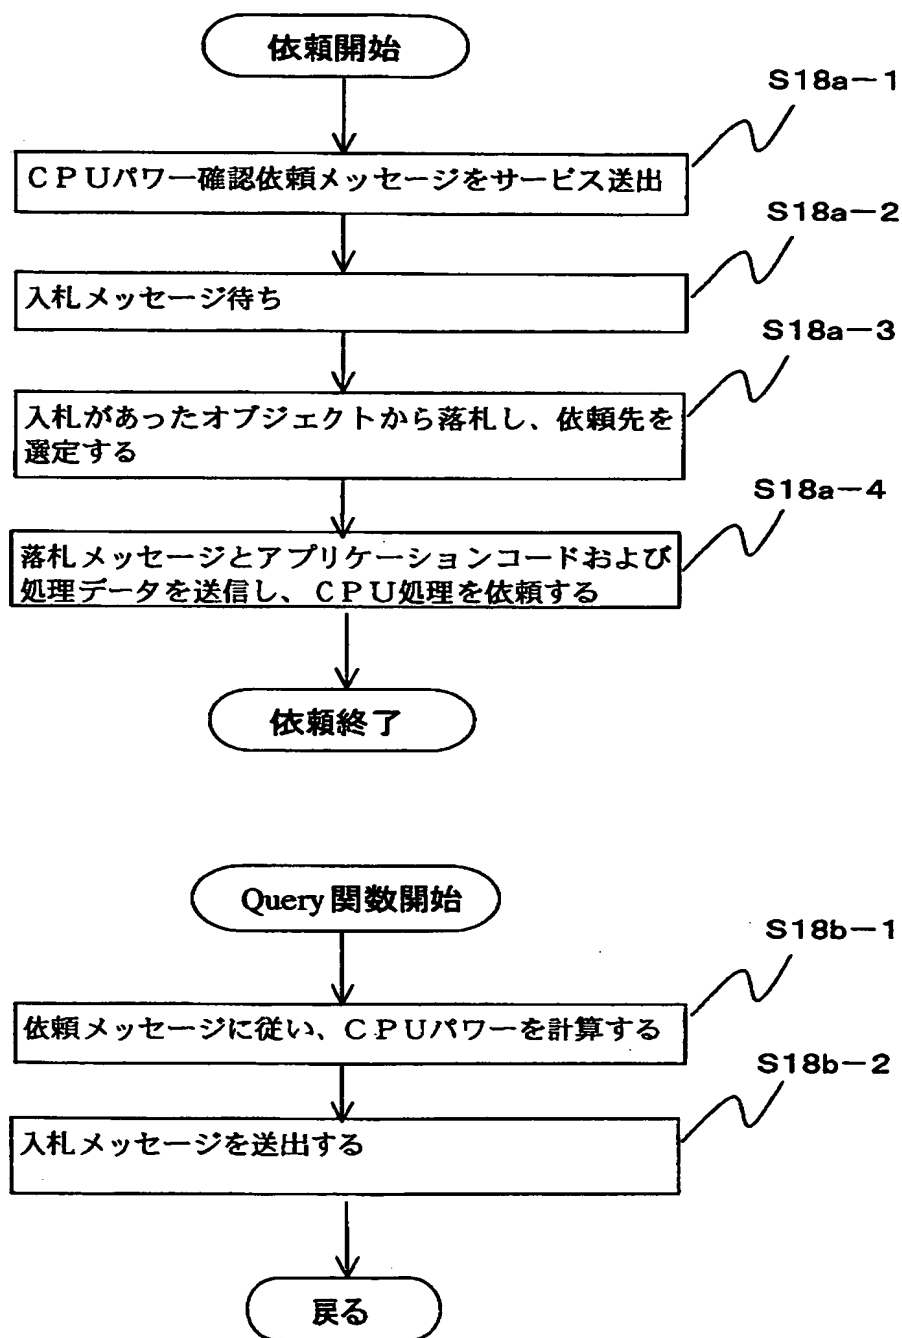 依頼開始
S18a-1
CPUパワー確認依頼メッセージをサービス送出
S18a-2
入札メッセージ待ち
S18a-3
入札があったオブジェクトから落札し、依頼先を
選定する
S18a-4
落札メッセージとアプリケーションコードおよび
処理データを送信し、CPU処理を依頼する
依頼終了
Query 関数開始
S18b-1
依頼メッセージに従い、CPUパワーを計算する
S18b-2
入札メッセージを送出する
戻る